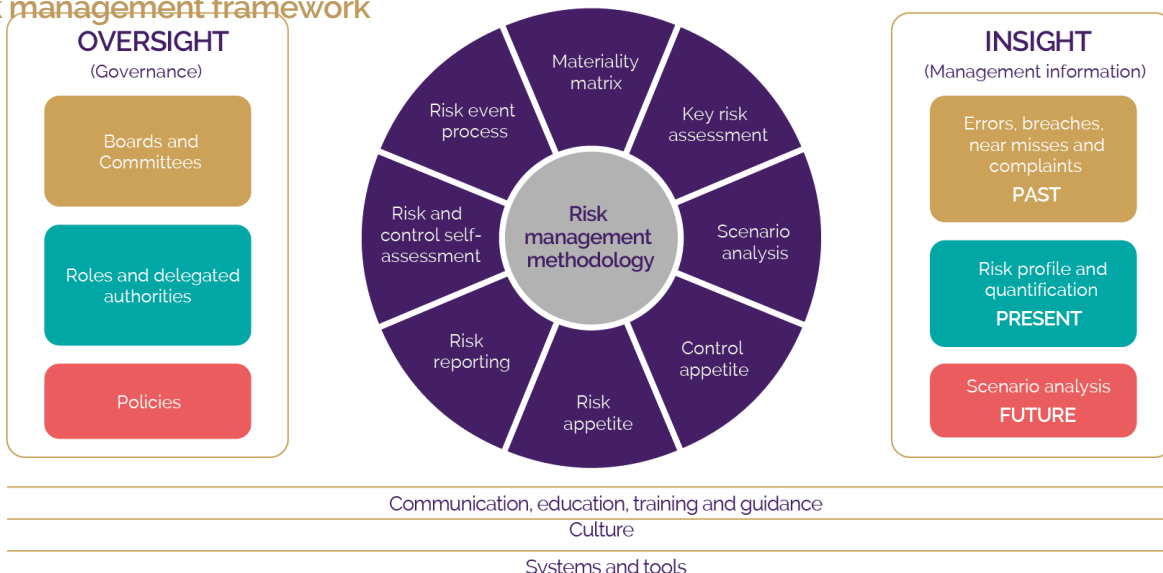 management framework
OVERSIGHT
(Governance)
Boards and
Committees
Roles and delegated
authorities
Policies
Materiality
matrix
Key risk
assessment
Scenario
analysis
Control
appetite
Risk
appetite
Risk
reporting
Risk and
control self-
assessment
Risk event
process
Risk
management
methodology
INSIGHT
(Management information)
Errors, breaches,
near misses and
complaints
PAST
Risk profile and
quantification
PRESENT
Scenario analysis
FUTURE
Communication, education, training and guidance
Culture
Systems and tools